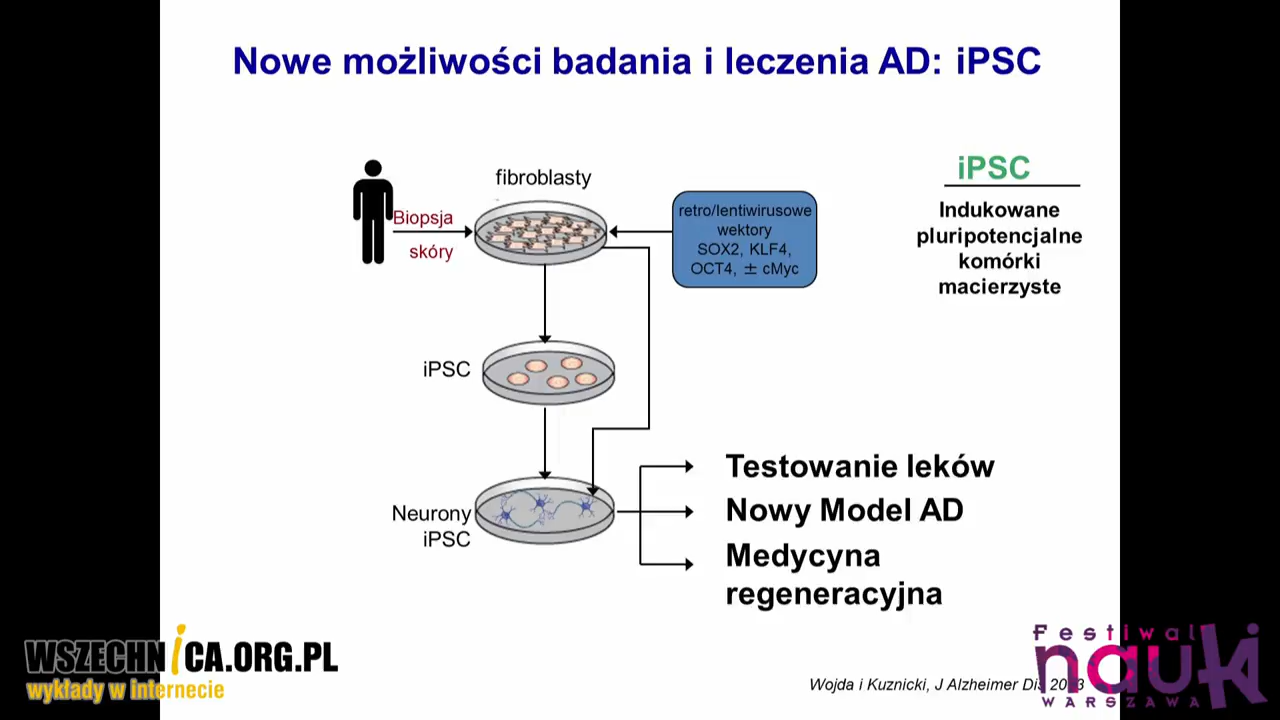 Nowe możliwości badania i leczenia AD: iPSC
fibroblasty
Biopsja
skóry
retro/lentiwirusowe
wektory
SOX2, KLF4,
OCT4, ± cMyc
iPSC
Indukowane
pluripotencjalne
komórki
macierzyste
iPSC
Neurony
iPSC
Testowanie leków
Nowy Model AD
Medycyna
regeneracyjna
WSZECHNICA.ORG.PL
wykłady w internecie
Wojda i Kuznicki, J Alzheimer Dis
Festiwal
nauki
WARSZAWA